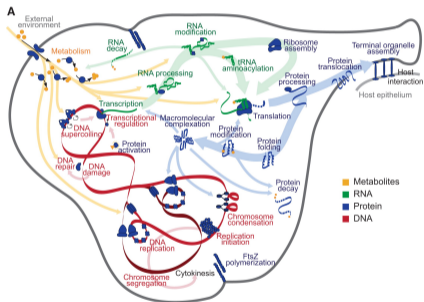 A
External
environment
Metabolism
RNA
decay
RNA
modification
Ribosome
assembly
Terminal organelle
assembly
Protein
translocation
Host
interaction
Host epithelium
tRNA
aminoacylation
RNA processing
Protein
processing
Transcription
Translation
Transcriptional
regulation
Macromolecular
complexation
DNA
supercoiling
Protein
modification
Protein
folding
Protein
activation
DNA
repair
DNA
damage
Protein
decay
Metabolites
RNA
Protein
DNA
Chromosome
condensation
Replication
initiation
DNA
replication
FtsZ
polymerization
Cytokinesis
Chromosome
segregation